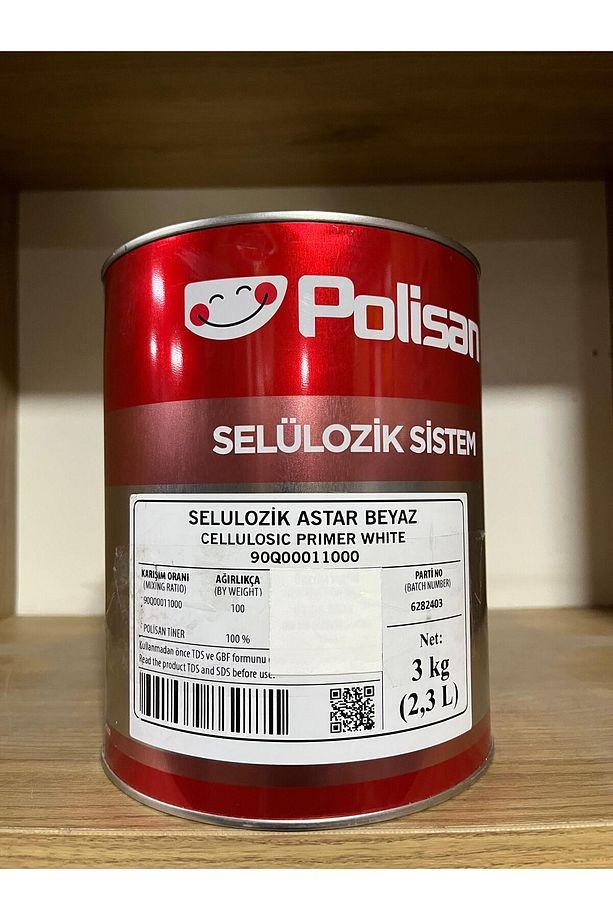 Polisan
SELÜLOZİK SİSTEM
SELULOZİK ASTAR BEYAZ
CELLULOSIC PRIMER WHITE
90Q00011000
KARIŞIM ORANI
(MIXING RATIO)
AĞIRLIKÇA
(BY WEIGHT)
PARTİ NO
(BATCH NUMBER)
90Q00011000
100
6282403
POLİSAN TİNER
100 %
Net:
3 kg
(2,3 L)
Kullanmadan önce TDS ve GBF formunu
Read the product TDS and SDS before use.